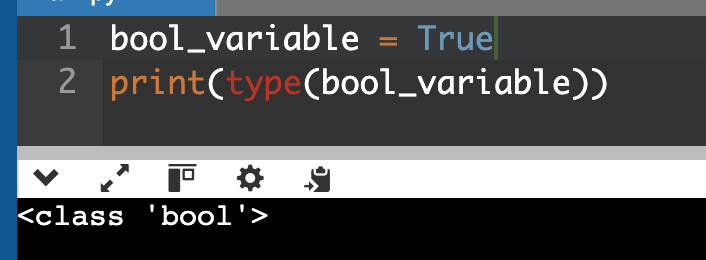 1 bool_variable = True
2 print(type(bool_variable))
<class 'bool'>